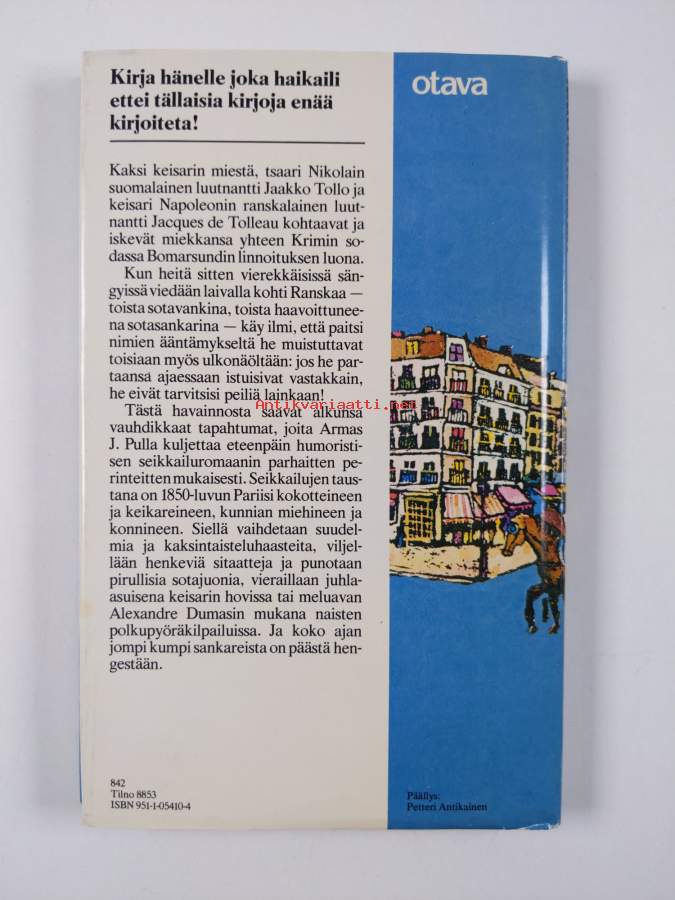 Kirja hänelle joka haikaili
ettei tällaisia kirjoja enää
kirjoiteta!
otava
Kaksi keisarin miestä, tsaari Nikolain
suomalainen luutnantti Jaakko Tollo ja
keisari Napoleonin ranskalainen luut-
nantti Jacques de Tolleau kohtaavat ja
iskevät miekkansa yhteen Krimin so-
dassa Bomarsundin linnoituksen luona.
Kun heitä sitten vierekkäisissä sän-
gyissä viedään laivalla kohti Ranskaa —
toista sotavankina, toista haavoittunee-
na sotasankarina — käy ilmi, että paitsi
nimien ääntämykseltä he muistuttavat
toisiaan myös ulkonäöltään: jos he par-
taansa ajaessaan istuisivat vastakkain,
he eivät tarvitsisi peiliä lainkaan!
Antikvariaatti.net
Tästä havainnosta saavat alkunsa
vauhdikkaat tapahtumat, joita Armas
J. Pulla kuljettaa eteenpäin humoristi-
sen seikkailuromaanin parhaitten pe-
rinteitten mukaisesti. Seikkailujen taus-
tana on 1850-luvun Pariisi kokotteineen
ja keikareineen, kunnian miehineen ja
konnineen. Siellä vaihdetaan suudel-
mia ja kaksintaisteluhaasteita, viljel-
lään henkeviä sitaatteja ja punotaan
pirullisia sotajuonia, vieraillaan juhla-
asuisena keisarin hovissa tai meluavan
Alexandre Dumasin mukana naisten
polkupyöräkilpailuissa. Ja koko ajan
jompi kumpi sankareista on päästä hen-
gestään.
842
Tilno 8853
ISBN 951-1-05410-4
Päällys:
Petteri Antikainen